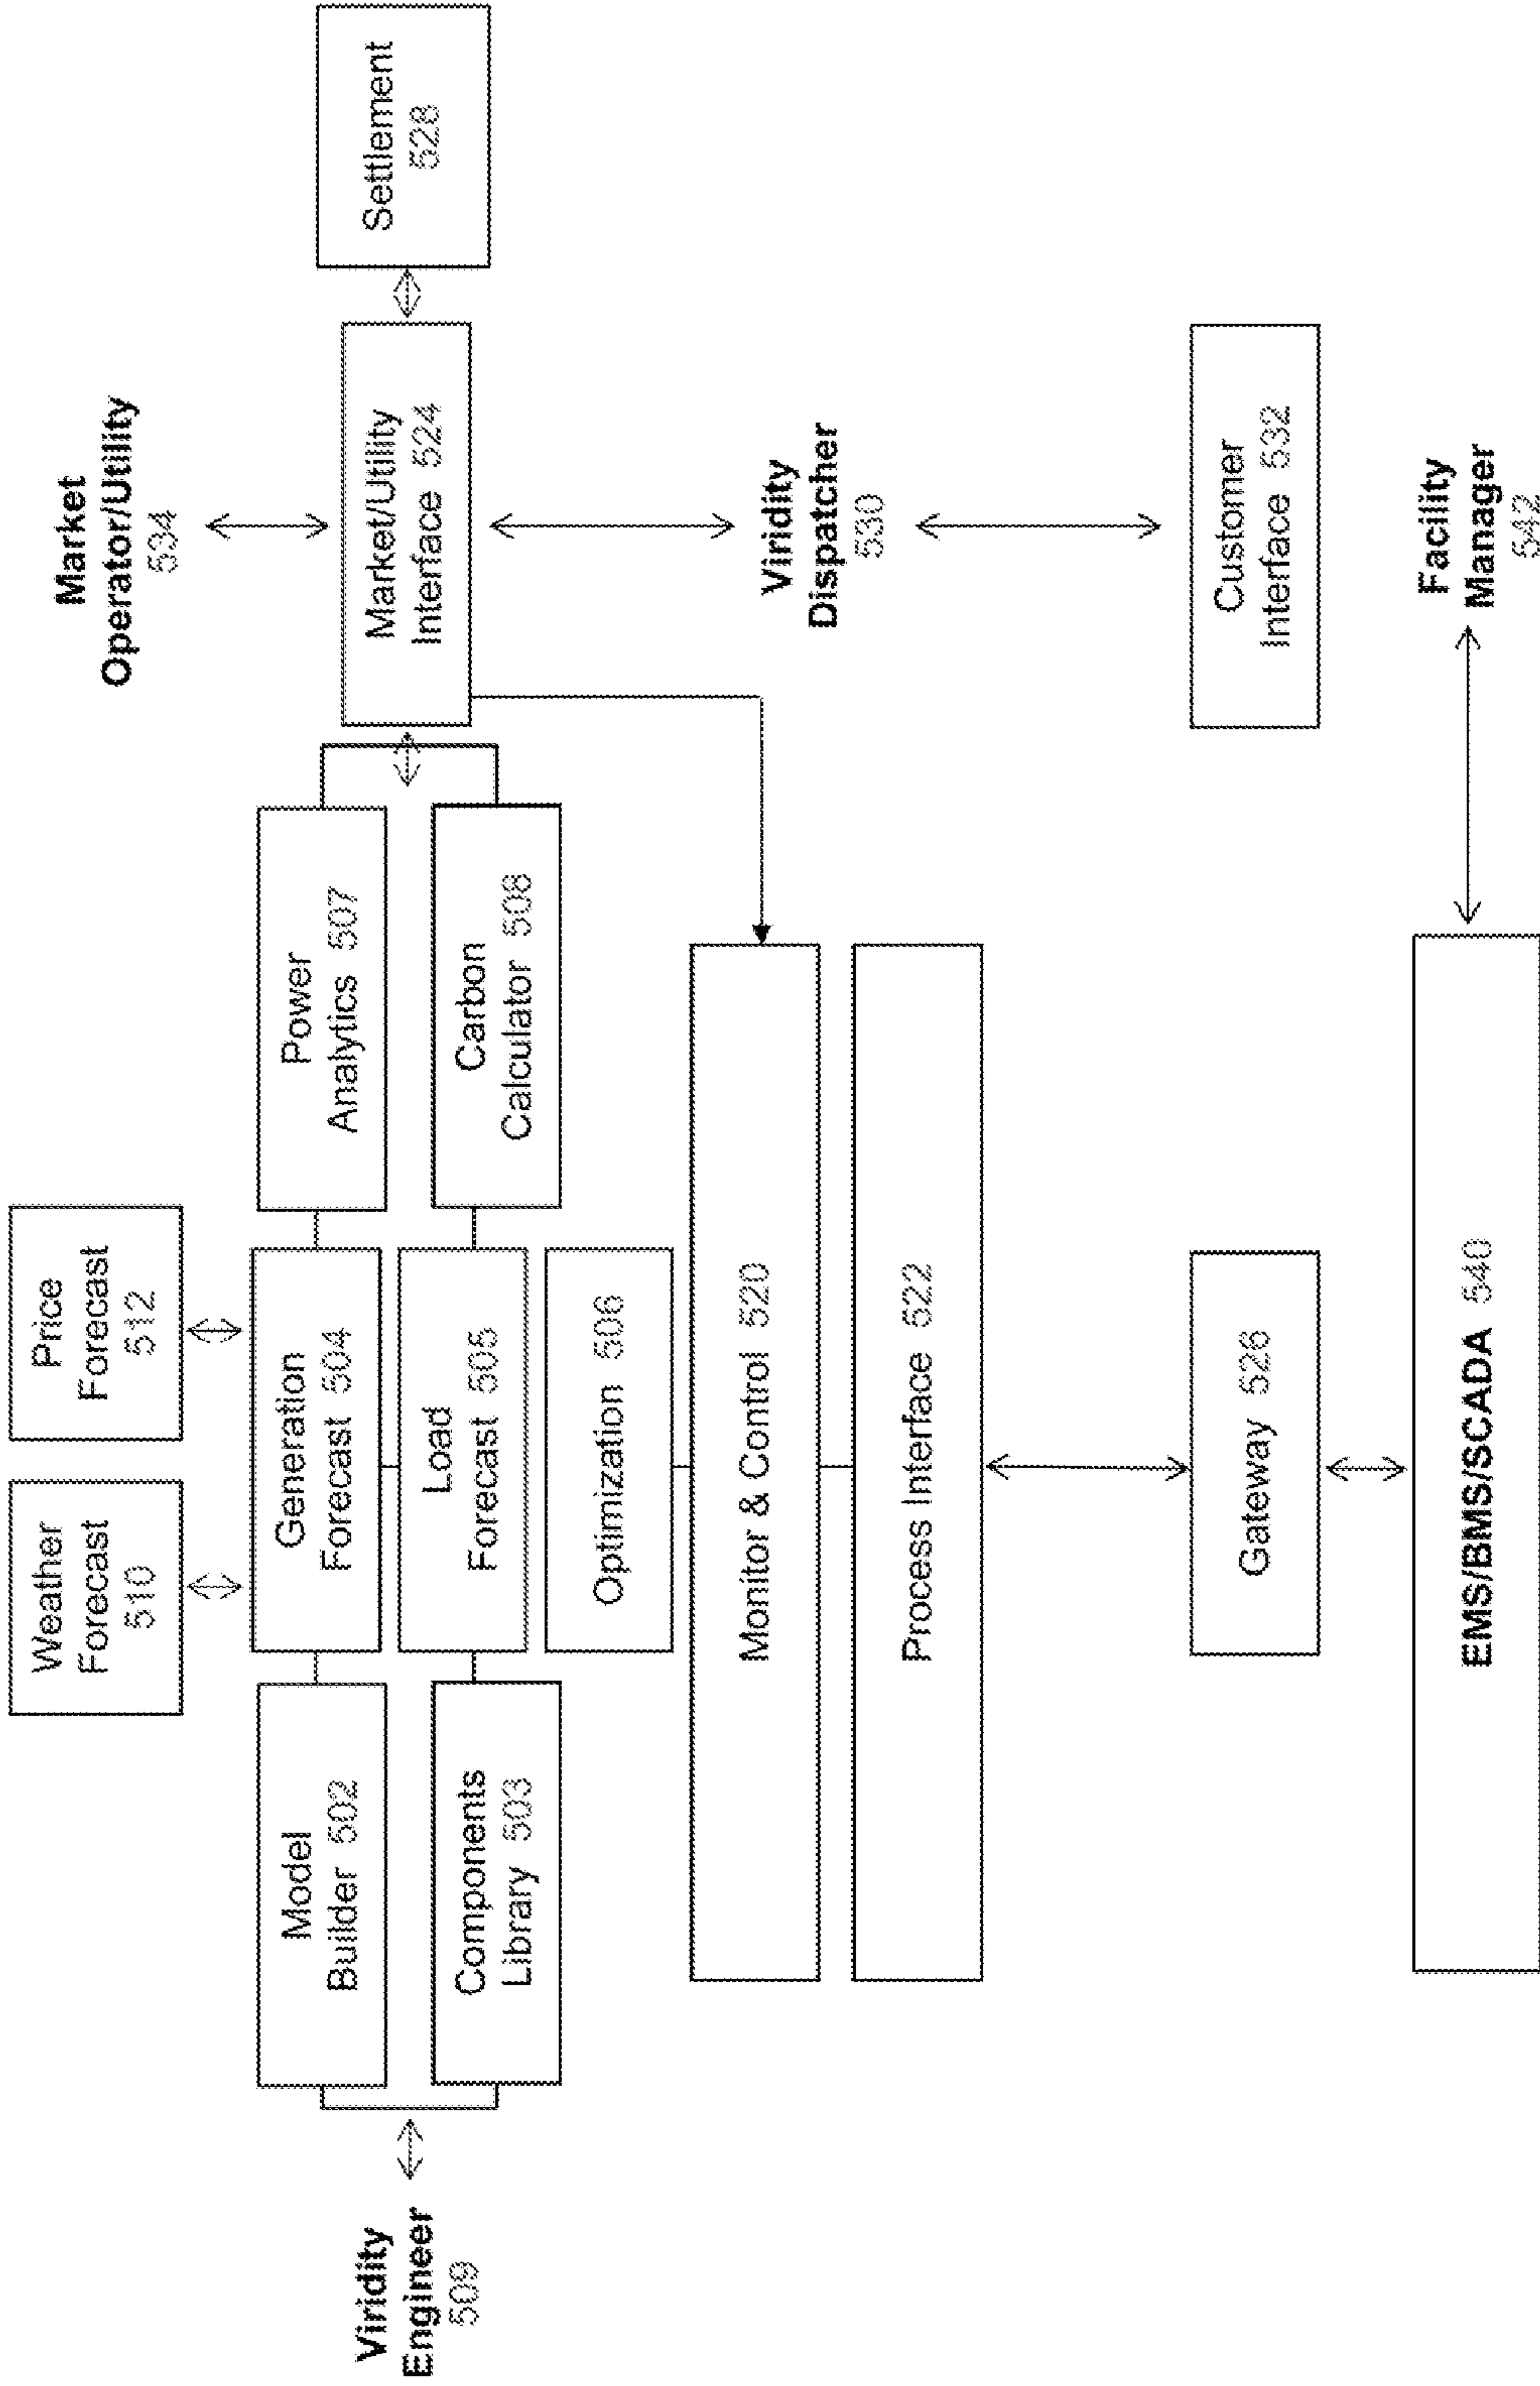 Weather
Forecast
510
Price
Forecast
512
Market
Operator/Utility
534
Viridity
Engineer
509
Model
Builder 502
Components
Library 503
Generation
Forecast 504
Load
Forecast 505
Optimization 506
Power
Analytics 507
Carbon
Calculator 508
Market/Utility
Interface 524
Settlement
528
Monitor & Control 520
Process Interface 522
Viridity
Dispatcher
530
Gateway 526
Customer
Interface 532
EMS/BMS/SCADA 540
Facility
Manager
542